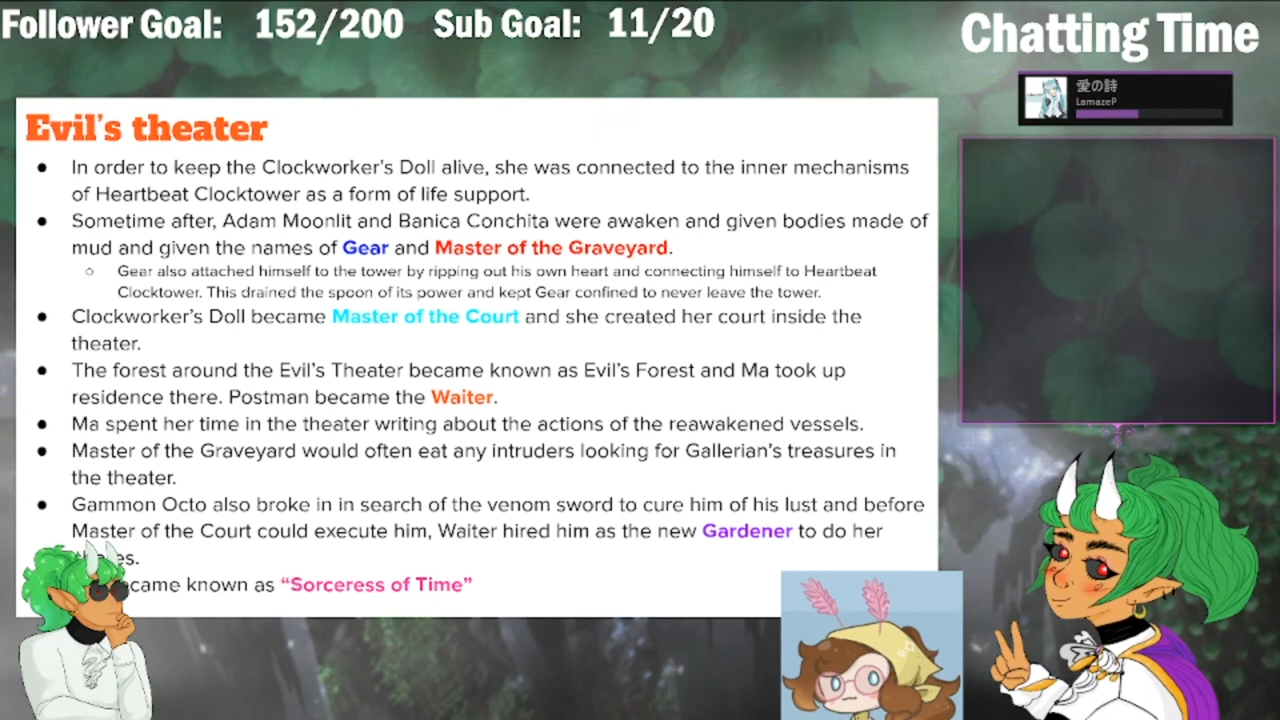 Follower Goal: 152/200 Sub Goal: 11/20
Chatting Time
愛の詩
LamazeP
Evil's theater
● In order to keep the Clockworker's Doll alive, she was connected to the inner mechanisms
of Heartbeat Clocktower as a form of life support.
● Sometime after, Adam Moonlit and Banica Conchita were awaken and given bodies made of
mud and given the names of Gear and Master of the Graveyard.
○ Gear also attached himself to the tower by ripping out his own heart and connecting himself to Heartbeat
Clocktower. This drained the spoon of its power and kept Gear confined to never leave the tower.
● Clockworker's Doll became Master of the Court and she created her court inside the
theater.
● The forest around the Evil's Theater became known as Evil's Forest and Ma took up
residence there. Postman became the Waiter.
● Ma spent her time in the theater writing about the actions of the reawakened vessels.
● Master of the Graveyard would often eat any intruders looking for Gallerian's treasures in
the theater.
● Gammon Octo also broke in in search of the venom sword to cure him of his lust and before
Master of the Court could execute him, Waiter hired him as the new Gardener to do her
known as "Sorceress of Time"